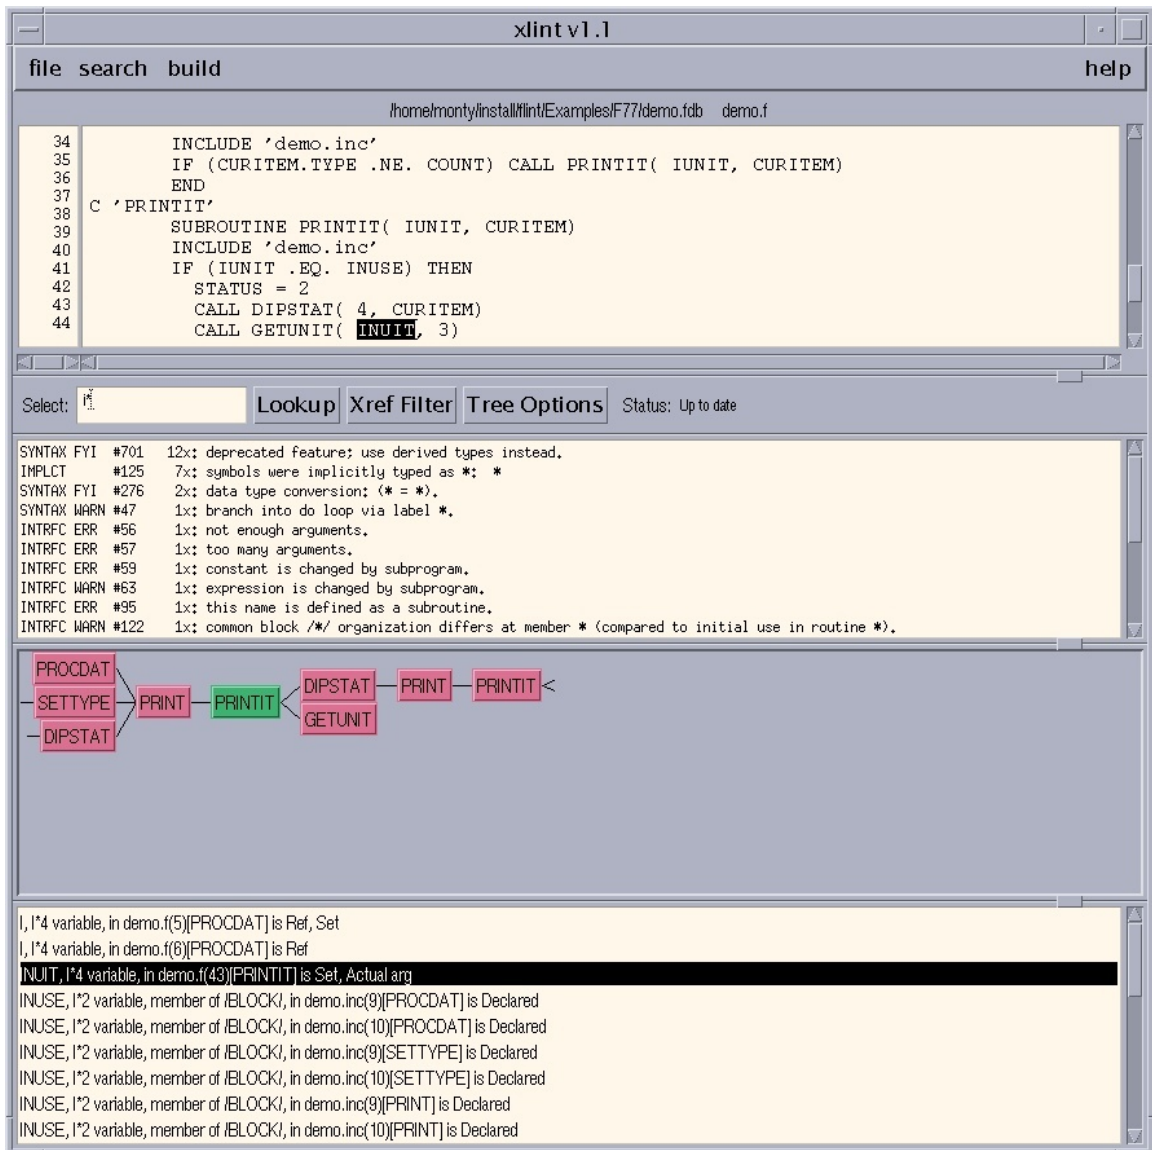 xlint v1.1
file search build help
/home/monty/install/flint/Examples/F77/demo.fdb demo.f
34 INCLUDE 'demo.inc'
35 IF (CURITEM.TYPE .NE. COUNT) CALL PRINTIT( IUNIT, CURITEM)
36 END
37 C 'PRINTIT'
38 SUBROUTINE PRINTIT( IUNIT, CURITEM)
39 INCLUDE 'demo.inc'
40 IF (IUNIT .EQ. INUSE) THEN
41 STATUS = 2
42 CALL DIPSTAT( 4, CURITEM)
43 CALL GETUNIT( INUIT, 3)
44
Select: i* Lookup Xref Filter Tree Options Status: Up to date
SYNTAX FYI #701 12x: deprecated feature; use derived types instead.
IMPLCT #125 7x: symbols were implicitly typed as *: *
SYNTAX FYI #276 2x: data type conversion: (* = *).
SYNTAX WARN #47 1x: branch into do loop via label *.
INTRFC ERR #56 1x: not enough arguments.
INTRFC ERR #57 1x: too many arguments.
INTRFC ERR #59 1x: constant is changed by subprogram.
INTRFC WARN #63 1x: expression is changed by subprogram.
INTRFC ERR #95 1x: this name is defined as a subroutine.
INTRFC WARN #122 1x: common block /*/ organization differs at member * (compared to initial use in routine *).
PROCDAT
SETTYPE PRINT PRINTIT DIPSTAT PRINT PRINTIT <
DIPSTAT GETUNIT
I, I*4 variable, in demo.f(5)[PROCDAT] is Ref, Set
I, I*4 variable, in demo.f(6)[PROCDAT] is Ref
INUIT, I*4 variable, in demo.f(43)[PRINTIT] is Set, Actual arg
INUSE, I*2 variable, member of /BLOCK/, in demo.inc(9)[PROCDAT] is Declared
INUSE, I*2 variable, member of /BLOCK/, in demo.inc(10)[PROCDAT] is Declared
INUSE, I*2 variable, member of /BLOCK/, in demo.inc(9)[SETTYPE] is Declared
INUSE, I*2 variable, member of /BLOCK/, in demo.inc(10)[SETTYPE] is Declared
INUSE, I*2 variable, member of /BLOCK/, in demo.inc(9)[PRINT] is Declared
INUSE, I*2 variable, member of /BLOCK/, in demo.inc(10)[PRINT] is Declared